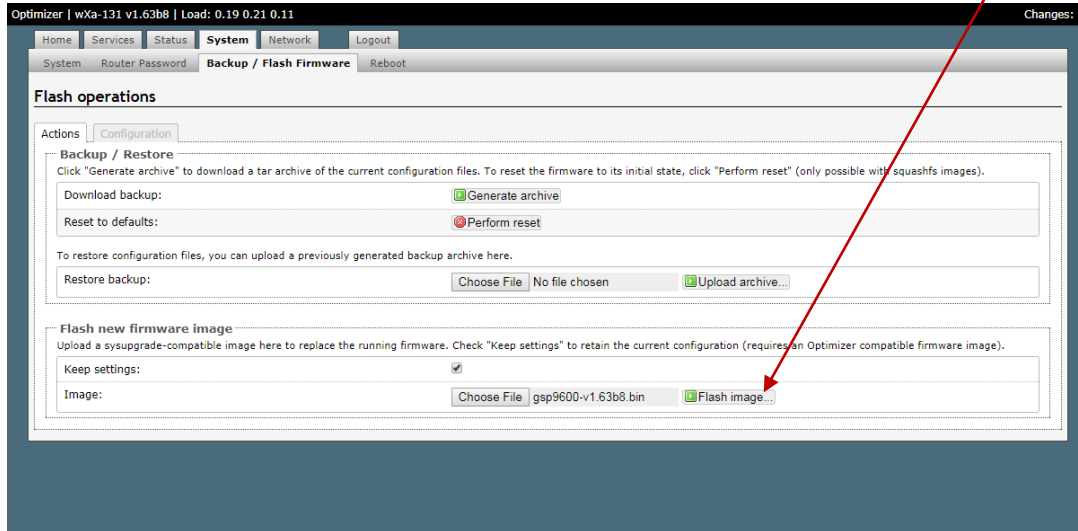 Optimizer | wXa-131 v1.63b8 | Load: 0.19 0.21 0.11 Changes:
Home Services Status System Network Logout
System Router Password Backup / Flash Firmware Reboot
Flash operations
Actions Configuration
Backup / Restore
Click "Generate archive" to download a tar archive of the current configuration files. To reset the firmware to its initial state, click "Perform reset" (only possible with squashfs images).
Download backup: Generate archive
Reset to defaults: Perform reset
To restore configuration files, you can upload a previously generated backup archive here.
Restore backup: Choose File No file chosen Upload archive...
Flash new firmware image
Upload a sysupgrade-compatible image here to replace the running firmware. Check "Keep settings" to retain the current configuration (requires an Optimizer compatible firmware image).
Keep settings:
Image: Choose File gsp9600-v1.63b8.bin Flash image...